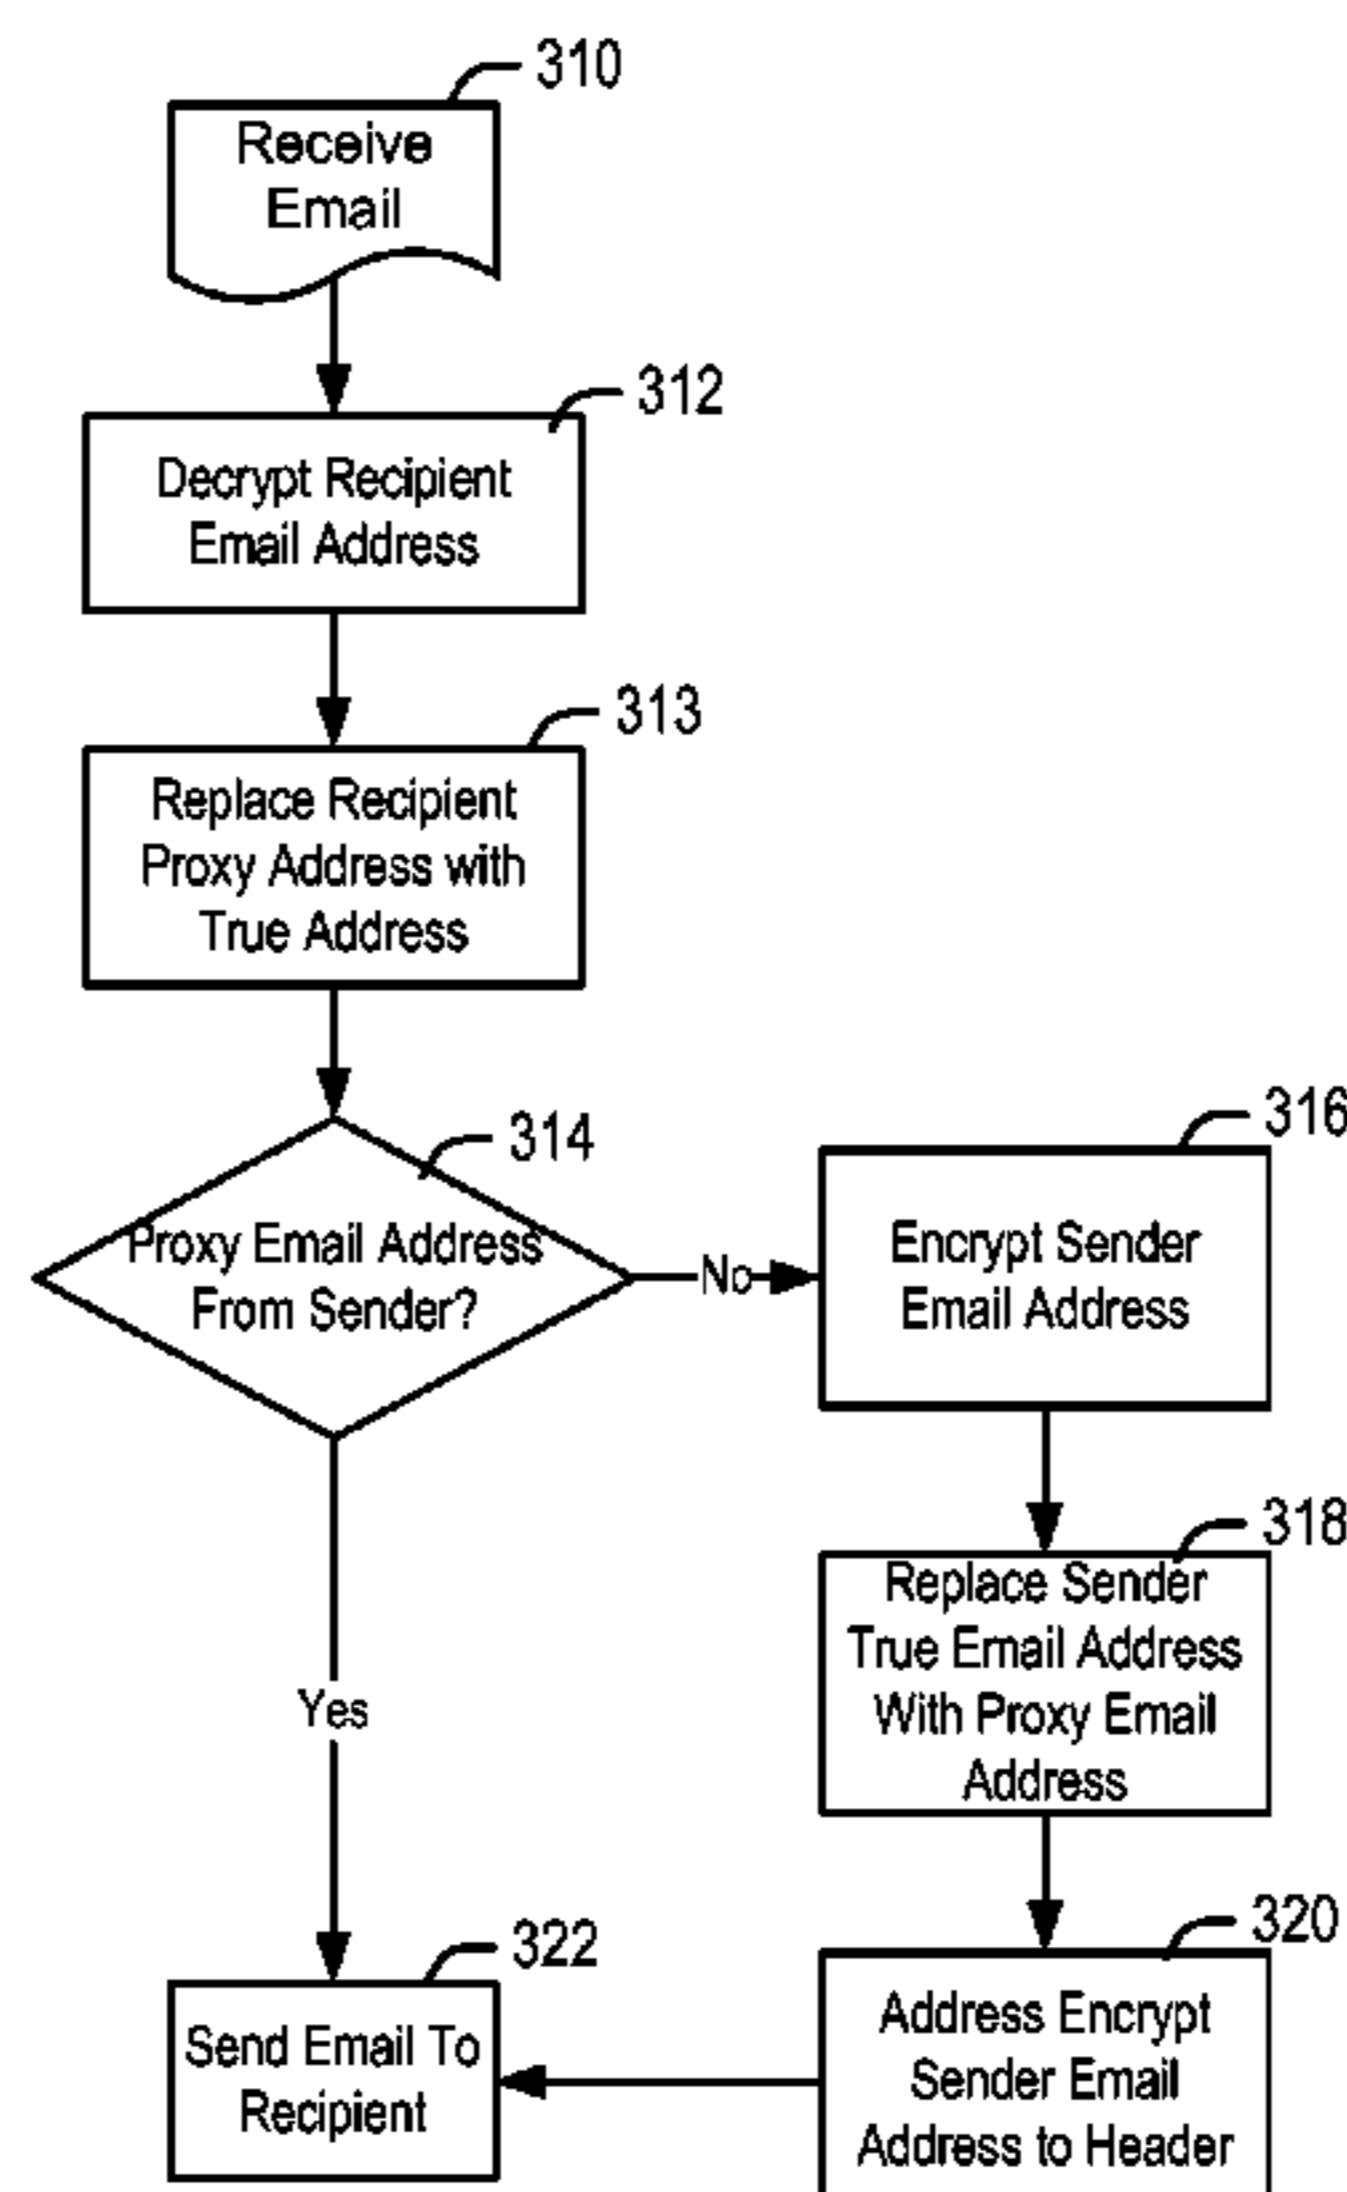 310
Receive
Email
312
Decrypt Recipient
Email Address
313
Replace Recipient
Proxy Address with
True Address
314
Proxy Email Address
From Sender?
No
316
Encrypt Sender
Email Address
318
Replace Sender
True Email Address
With Proxy Email
Address
Yes
320
Address Encrypt
Sender Email
Address to Header
322
Send Email To
Recipient